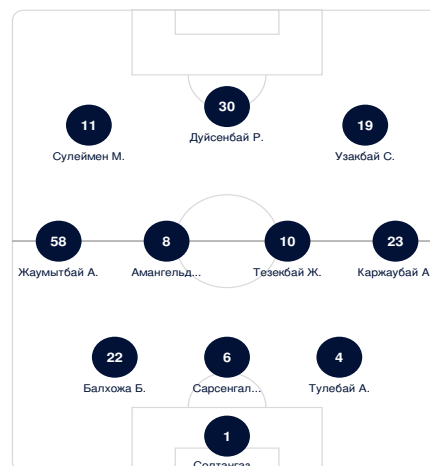 30
11
19
Дуйсенбай Р.
Сулеймен М.
Узакбай С.
58
8
10
23
Жаумытбай А.
Амангельд...
Тезекбай Ж.
Каржаубай А
22
6
4
Балхожа Б.
Сарсенгал...
Тулебай А.
1